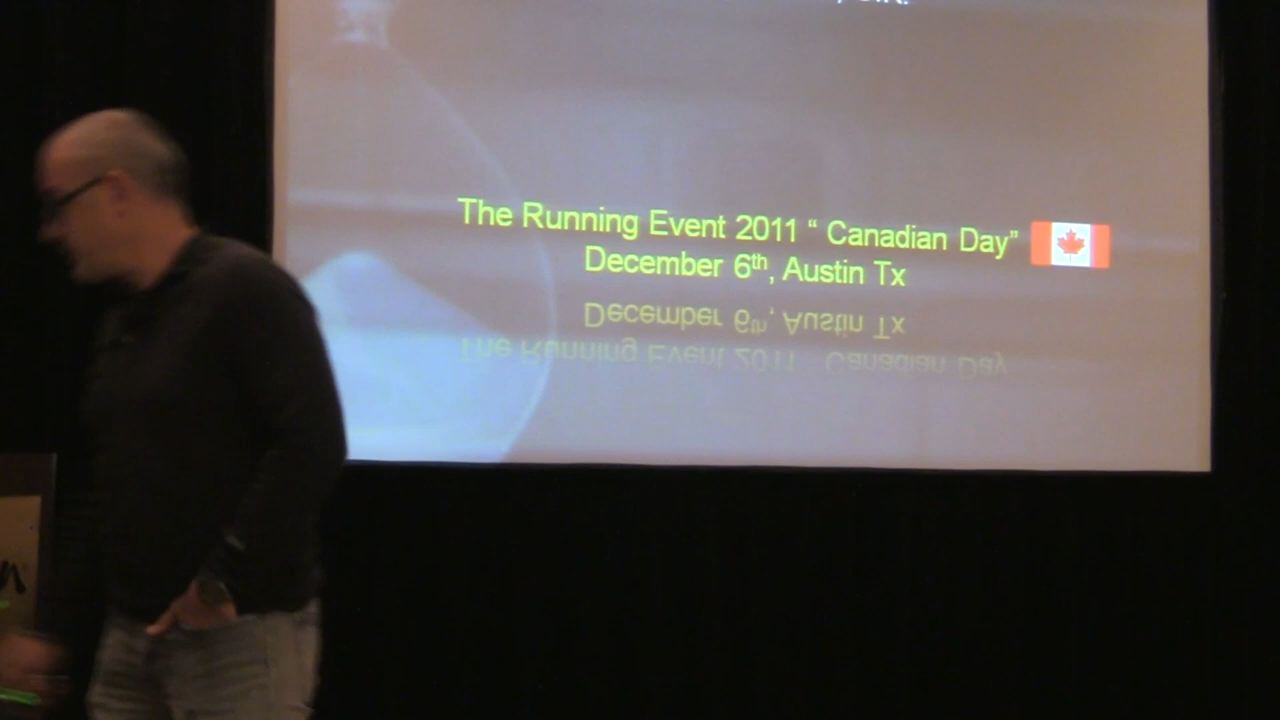 The Running Event 2011 “ Canadian Day”
December 6th, Austin Tx
December 6th, Austin Tx
The Running Event 2011 Canadian Day